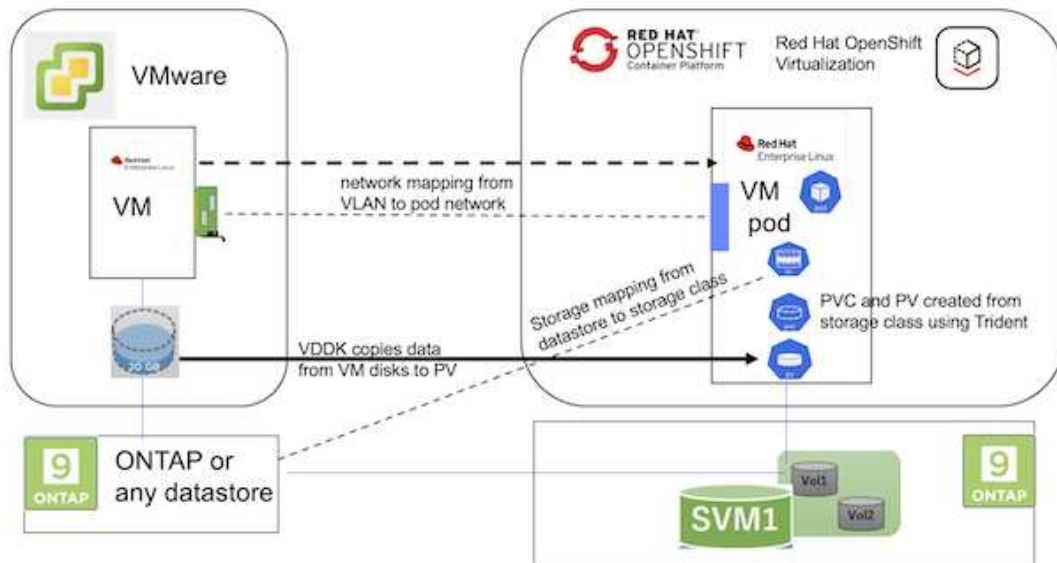 VMware
RED HAT®
OPENSHIFT
Container Platform
Red Hat OpenShift
Virtualization
Red Hat
Enterprise Linux
VM
network mapping from
VLAN to pod network
Red Hat
Enterprise Linux
VM
pod
Storage mapping from
datastore to storage class
PVC and PV created from
storage class using Trident
30 GB
VDDK copies data
from VM disks to PV
9
ONTAP
ONTAP or
any datastore
SVM1
Vol1
Vol2
9
ONTAP